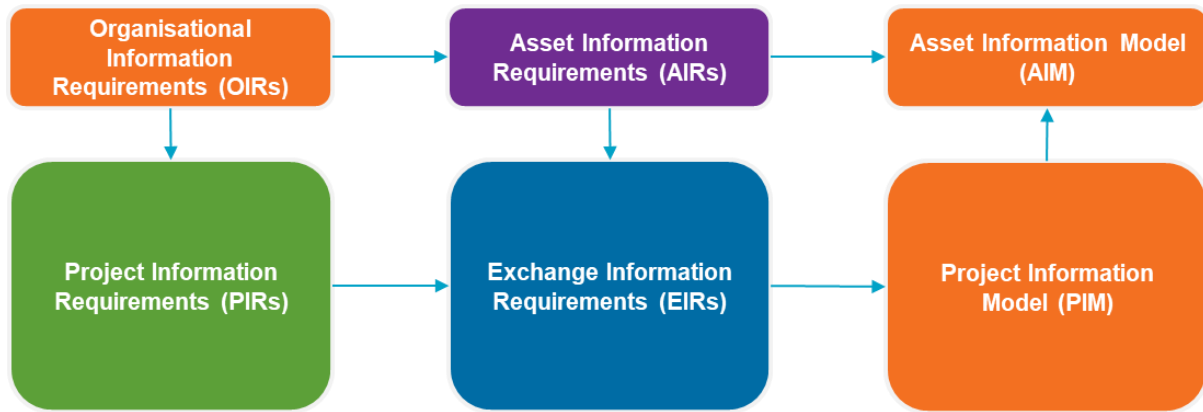 Organisational
Information
Requirements (OIRs)
Asset Information
Requirements (AIRs)
Asset Information Model
(AIM)
Project Information
Requirements (PIRs)
Exchange Information
Requirements (EIRs)
Project Information
Model (PIM)